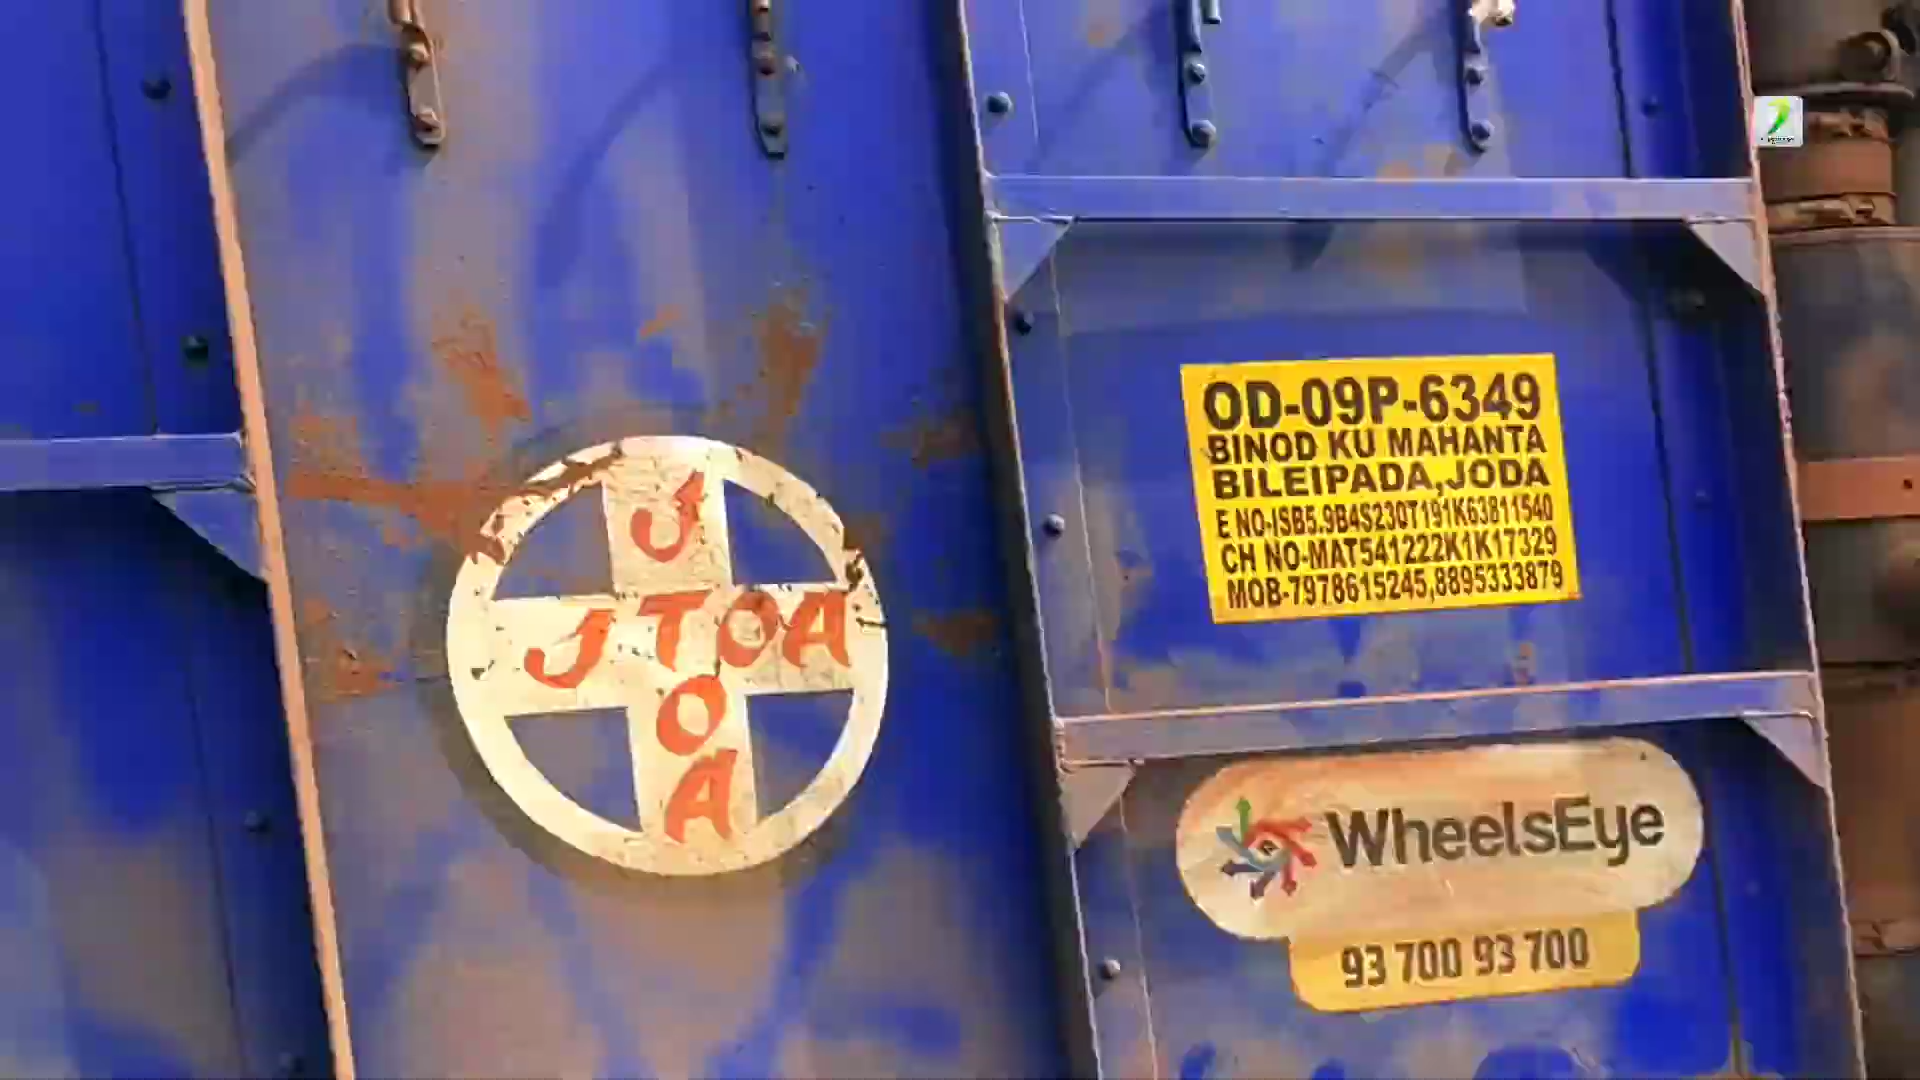 J
JTOA
O
A
OD-09P-6349
BINOD KU MAHANTA
BILEIPADA,JODA
E NO-ISB5.9B4S230T191K63811540
CH NO-MAT541222K1K17329
MOB-7978615245,8895333879
WheelsEye
93 700 93 700